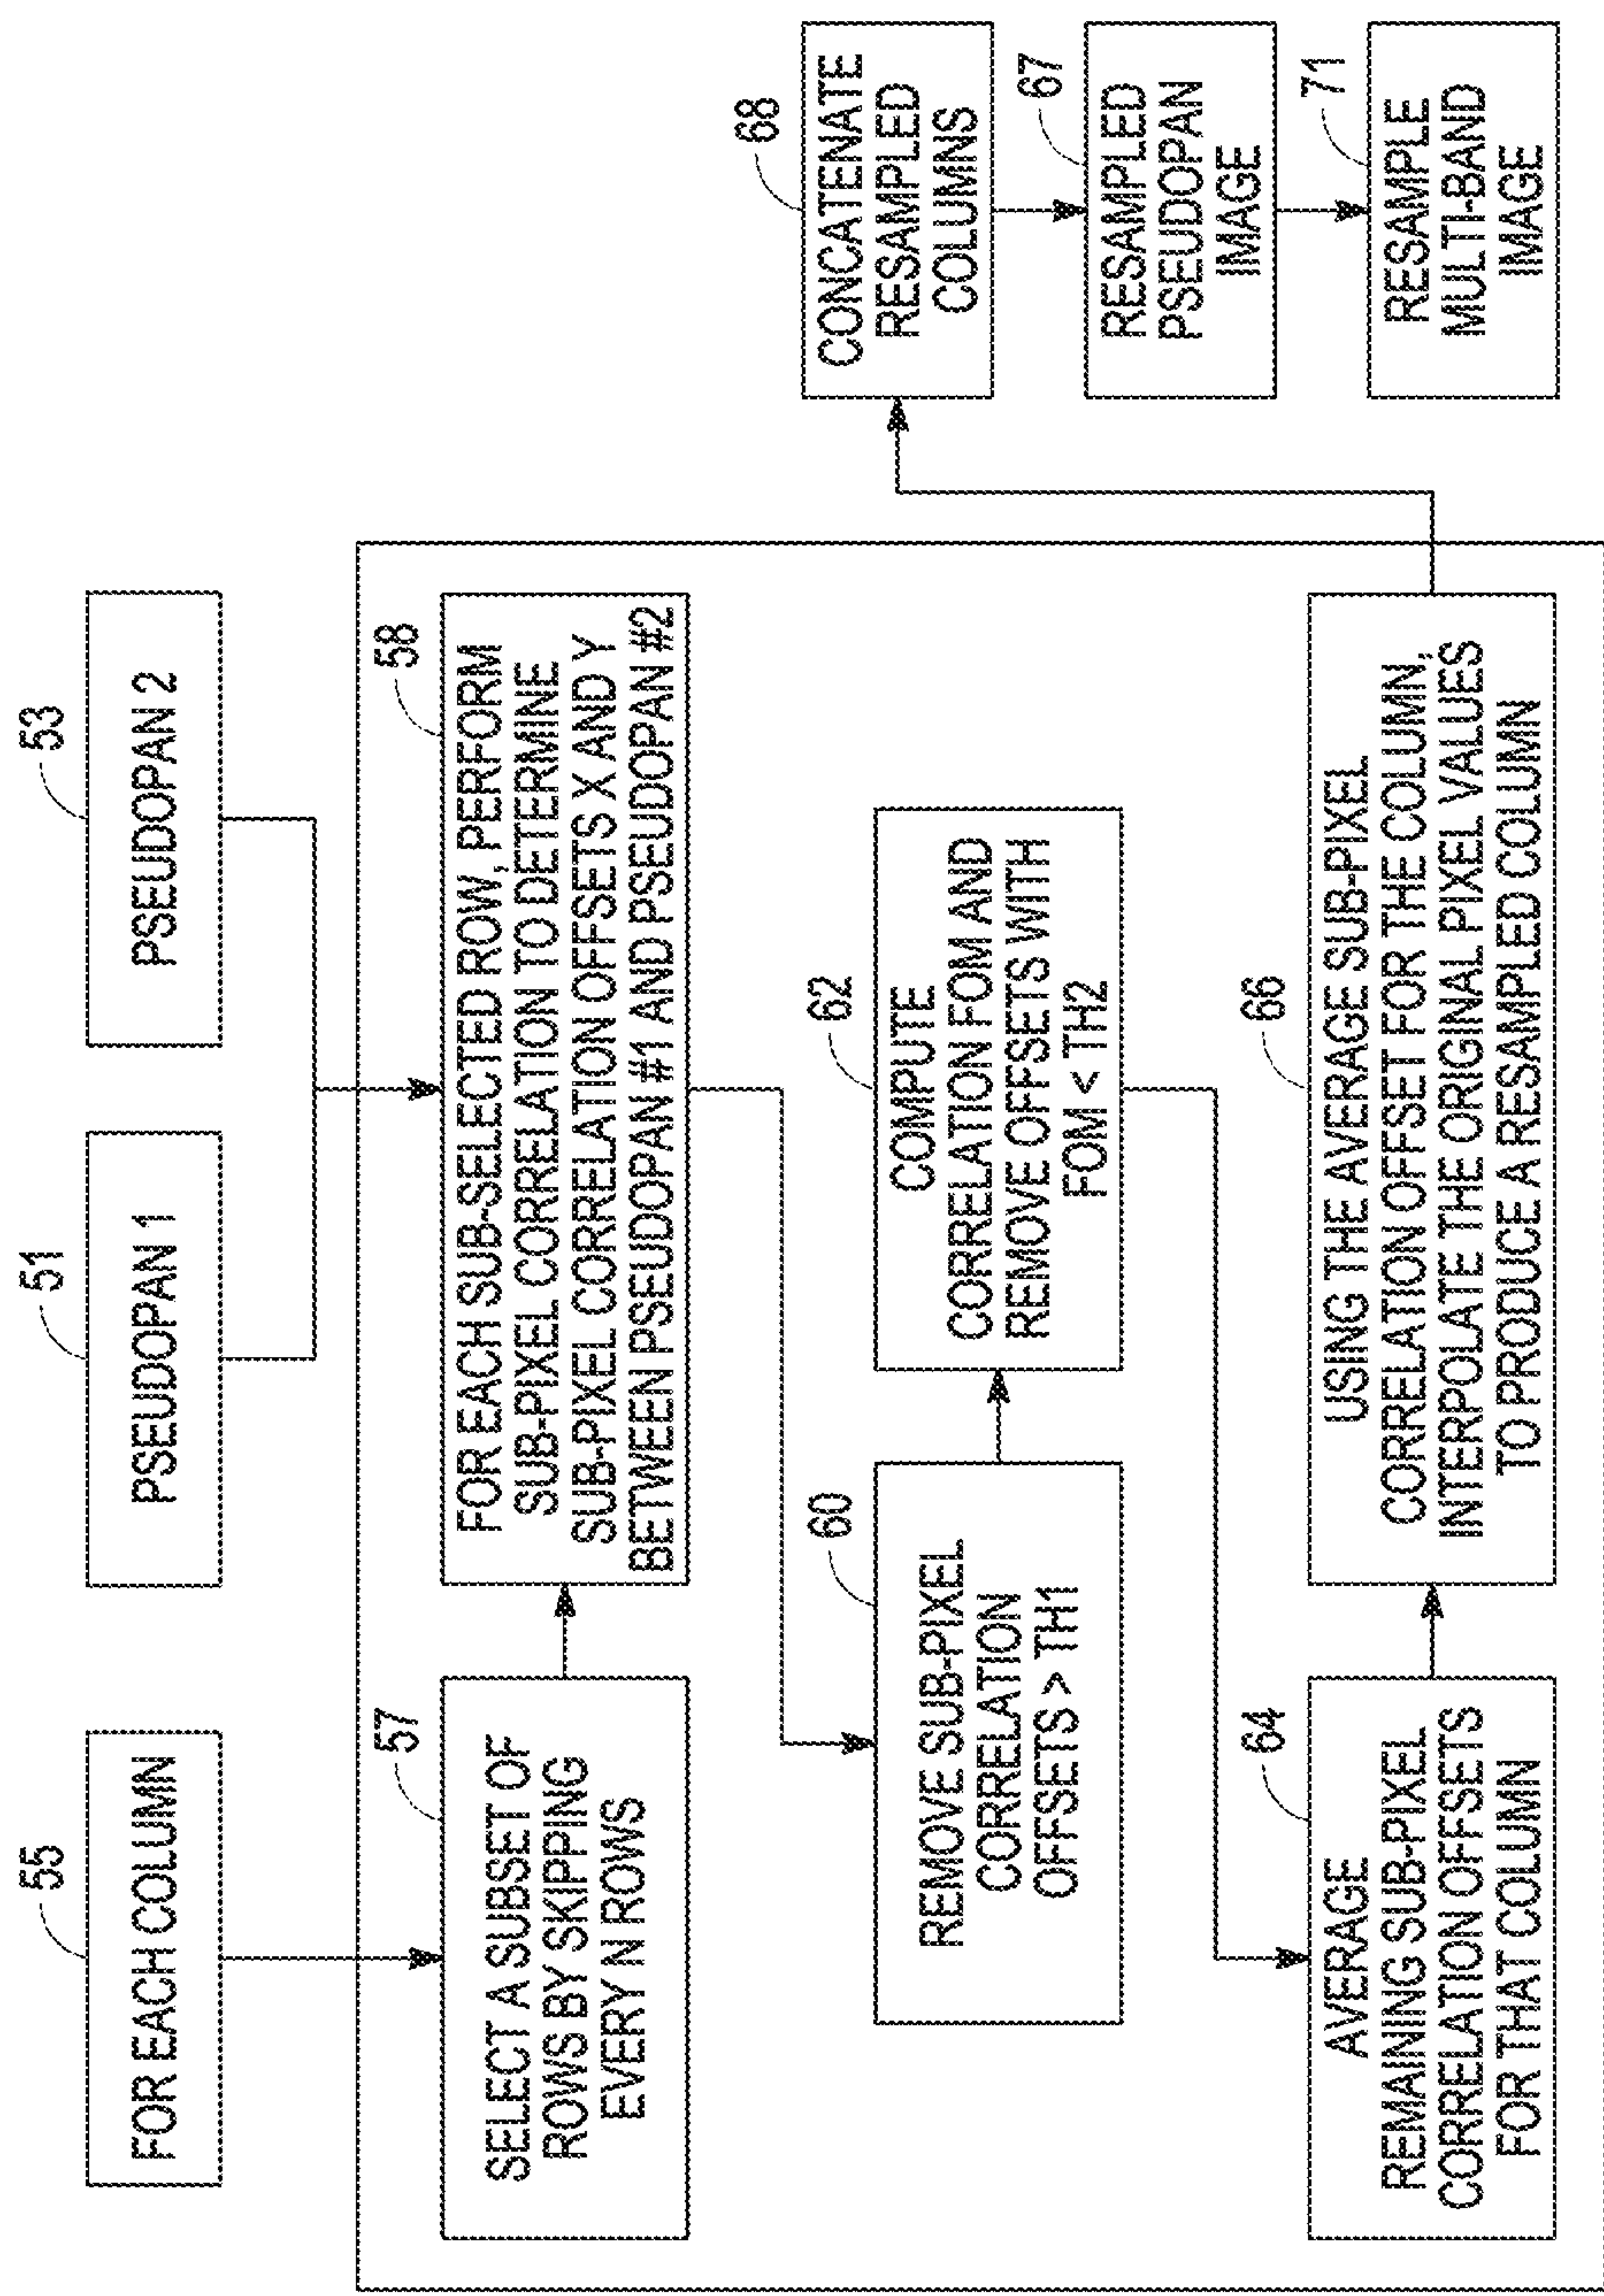 55
FOR EACH COLUMN
51
PSEUDOPAN 1
53
PSEUDOPAN 2
57
SELECT A SUBSET OF
ROWS BY SKIPPING
EVERY N ROWS
58
FOR EACH SUB-SELECTED ROW, PERFORM
SUB-PIXEL CORRELATION TO DETERMINE
SUB-PIXEL CORRELATION OFFSETS X AND Y
BETWEEN PSEUDOPAN #1 AND PSEUDOPAN #2
60
REMOVE SUB-PIXEL
CORRELATION
OFFSETS > TH1
62
COMPUTE
CORRELATION FOM AND
REMOVE OFFSETS WITH
FOM < TH2
64
AVERAGE
REMAINING SUB-PIXEL
CORRELATION OFFSETS
FOR THAT COLUMN
66
USING THE AVERAGE SUB-PIXEL
CORRELATION OFFSET FOR THE COLUMN,
INTERPOLATE THE ORIGINAL PIXEL VALUES
TO PRODUCE A RESAMPLED COLUMN
68
CONCATENATE
RESAMPLED
COLUMNS
67
RESAMPLED
PSEUDOPAN
IMAGE
71
RESAMPLE
MULTI-BAND
IMAGE